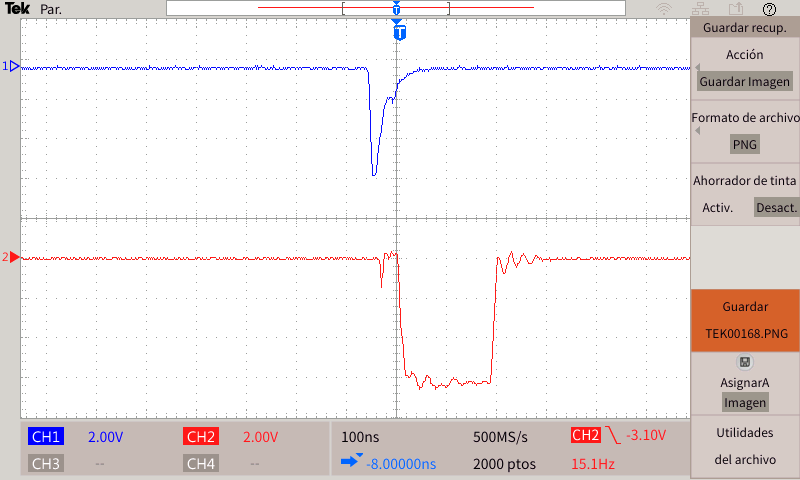 Tek Par.
T
T
1
2
Guardar recup.
Acción
Guardar Imagen
Formato de archivo
PNG
Ahorrador de tinta
Activ. Desact.
Guardar
TEK00168.PNG
AsignarA
Imagen
Utilidades
del archivo
CH1 2.00V CH2 2.00V 100ns 500MS/s CH2 -3.10V
CH3 -- CH4 -- -8.00000ns 2000 ptos 15.1Hz